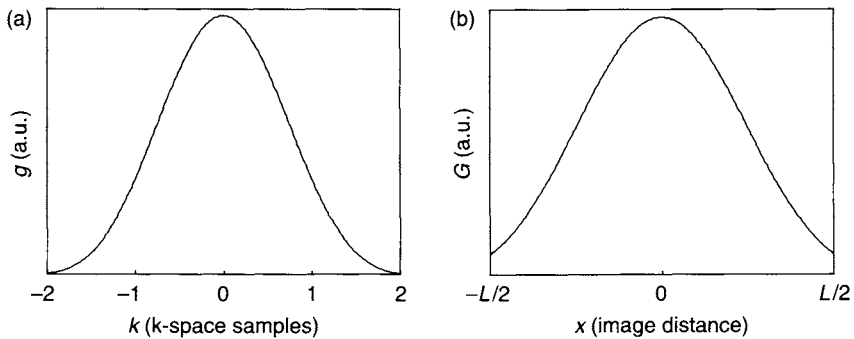 (a)
g (a.u.)
−2 −1 0 1 2
k (k-space samples)
(b)
G (a.u.)
−L/2 0 L/2
x (image distance)